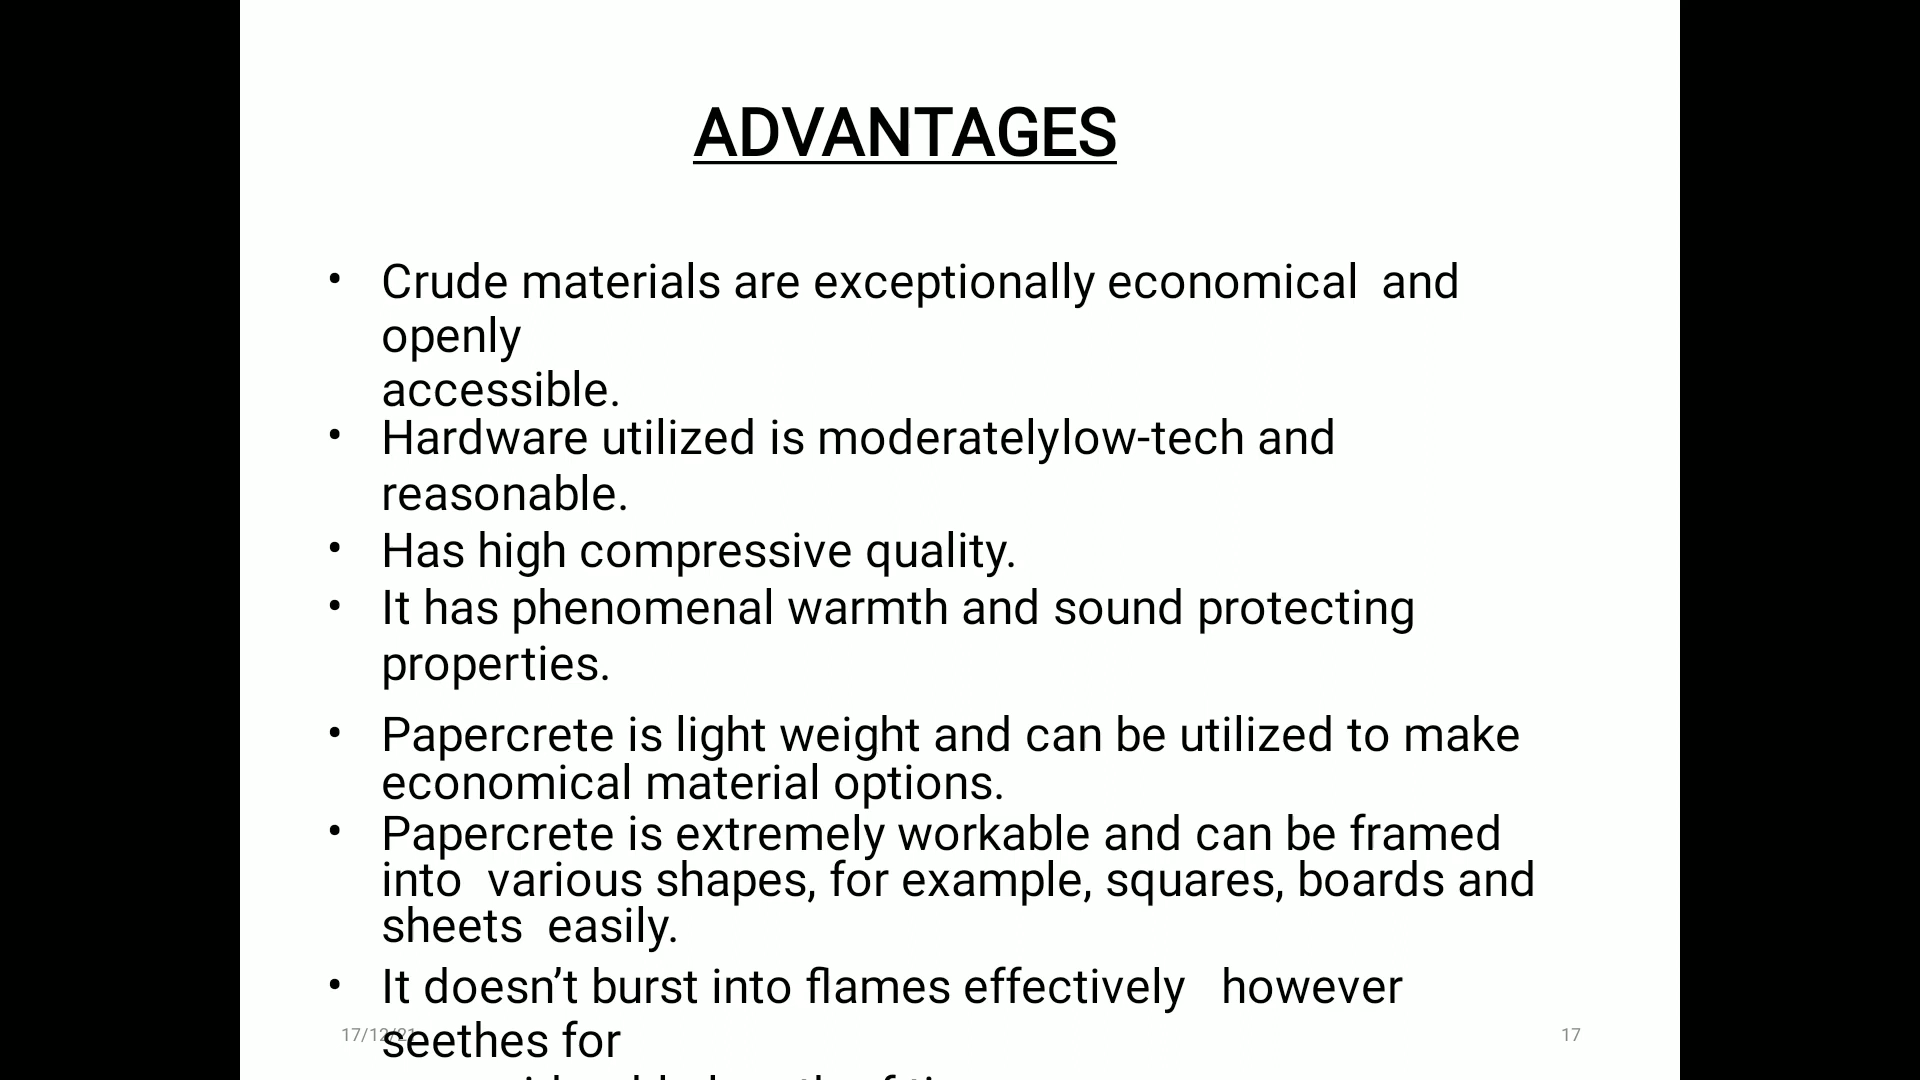 ADVANTAGES
• Crude materials are exceptionally economical  and
openly
accessible.
• Hardware utilized is moderatelylow-tech and
reasonable.
• Has high compressive quality.
• It has phenomenal warmth and sound protecting
properties.
• Papercrete is light weight and can be utilized to make
economical material options.
• Papercrete is extremely workable and can be framed
into  various shapes, for example, squares, boards and
sheets  easily.
• It doesn’t burst into flames effectively   however
seethes for
17/12/21
17